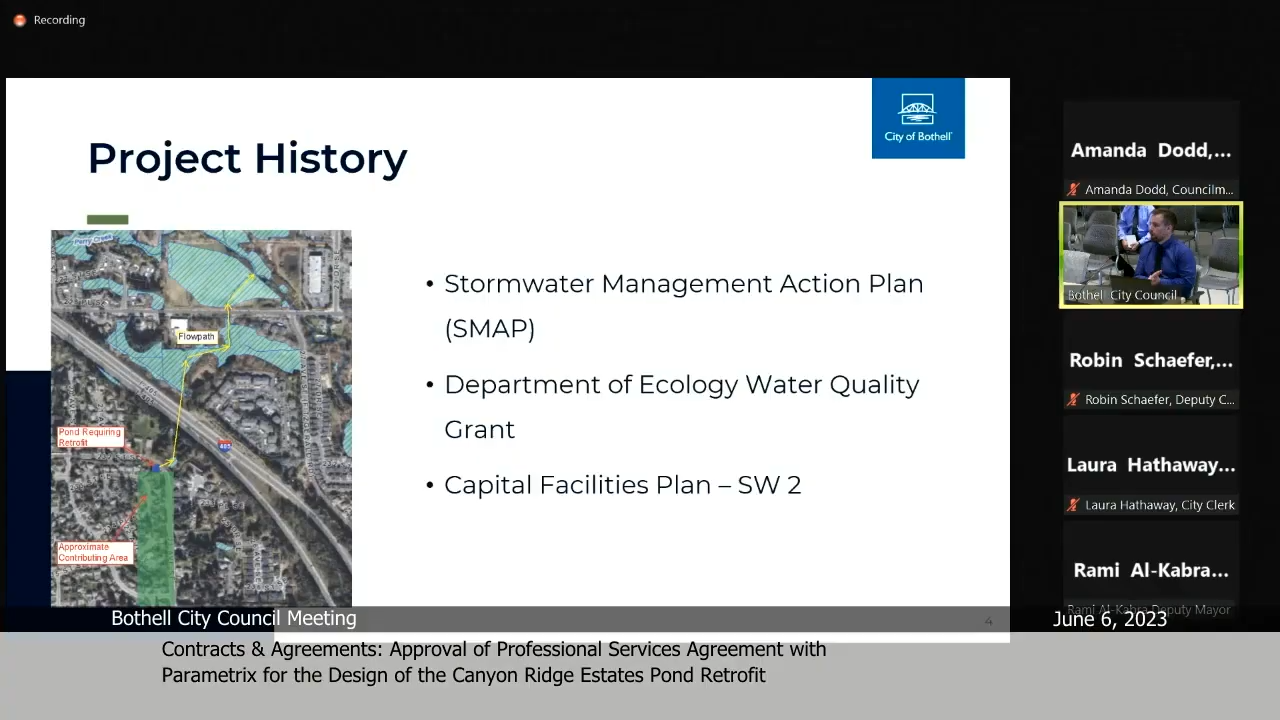 Recording
City of Bothell
Project History
Perry Creek
Flowpath
Pond Requiring
Retrofit
405
Approximate
Contributing Area
• Stormwater Management Action Plan
(SMAP)
• Department of Ecology Water Quality
Grant
• Capital Facilities Plan – SW 2
4
Amanda Dodd,...
Amanda Dodd, Councilm...
Bothell City Council
Robin Schaefer,...
Robin Schaefer, Deputy C...
Laura Hathaway...
Laura Hathaway, City Clerk
Rami Al-Kabra...
Rami Al-Kabra Deputy Mayor
Bothell City Council Meeting
June 6, 2023
Contracts & Agreements: Approval of Professional Services Agreement with
Parametrix for the Design of the Canyon Ridge Estates Pond Retrofit